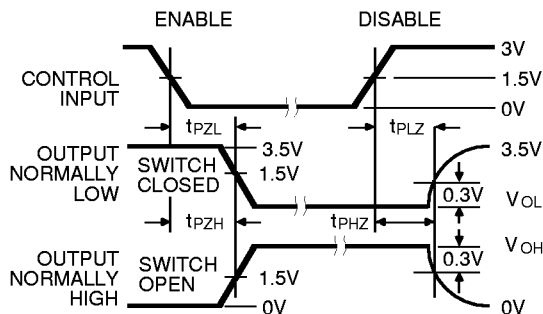 ENABLE DISABLE
3V
CONTROL
INPUT
1.5V
0V
tPZL tPLZ
OUTPUT
NORMALLY
LOW
SWITCH
CLOSED
3.5V
1.5V
3.5V
0.3V
VOL
tPZH tPHZ
VOH
0.3V
OUTPUT
NORMALLY
HIGH
SWITCH
OPEN
1.5V
0V
0V